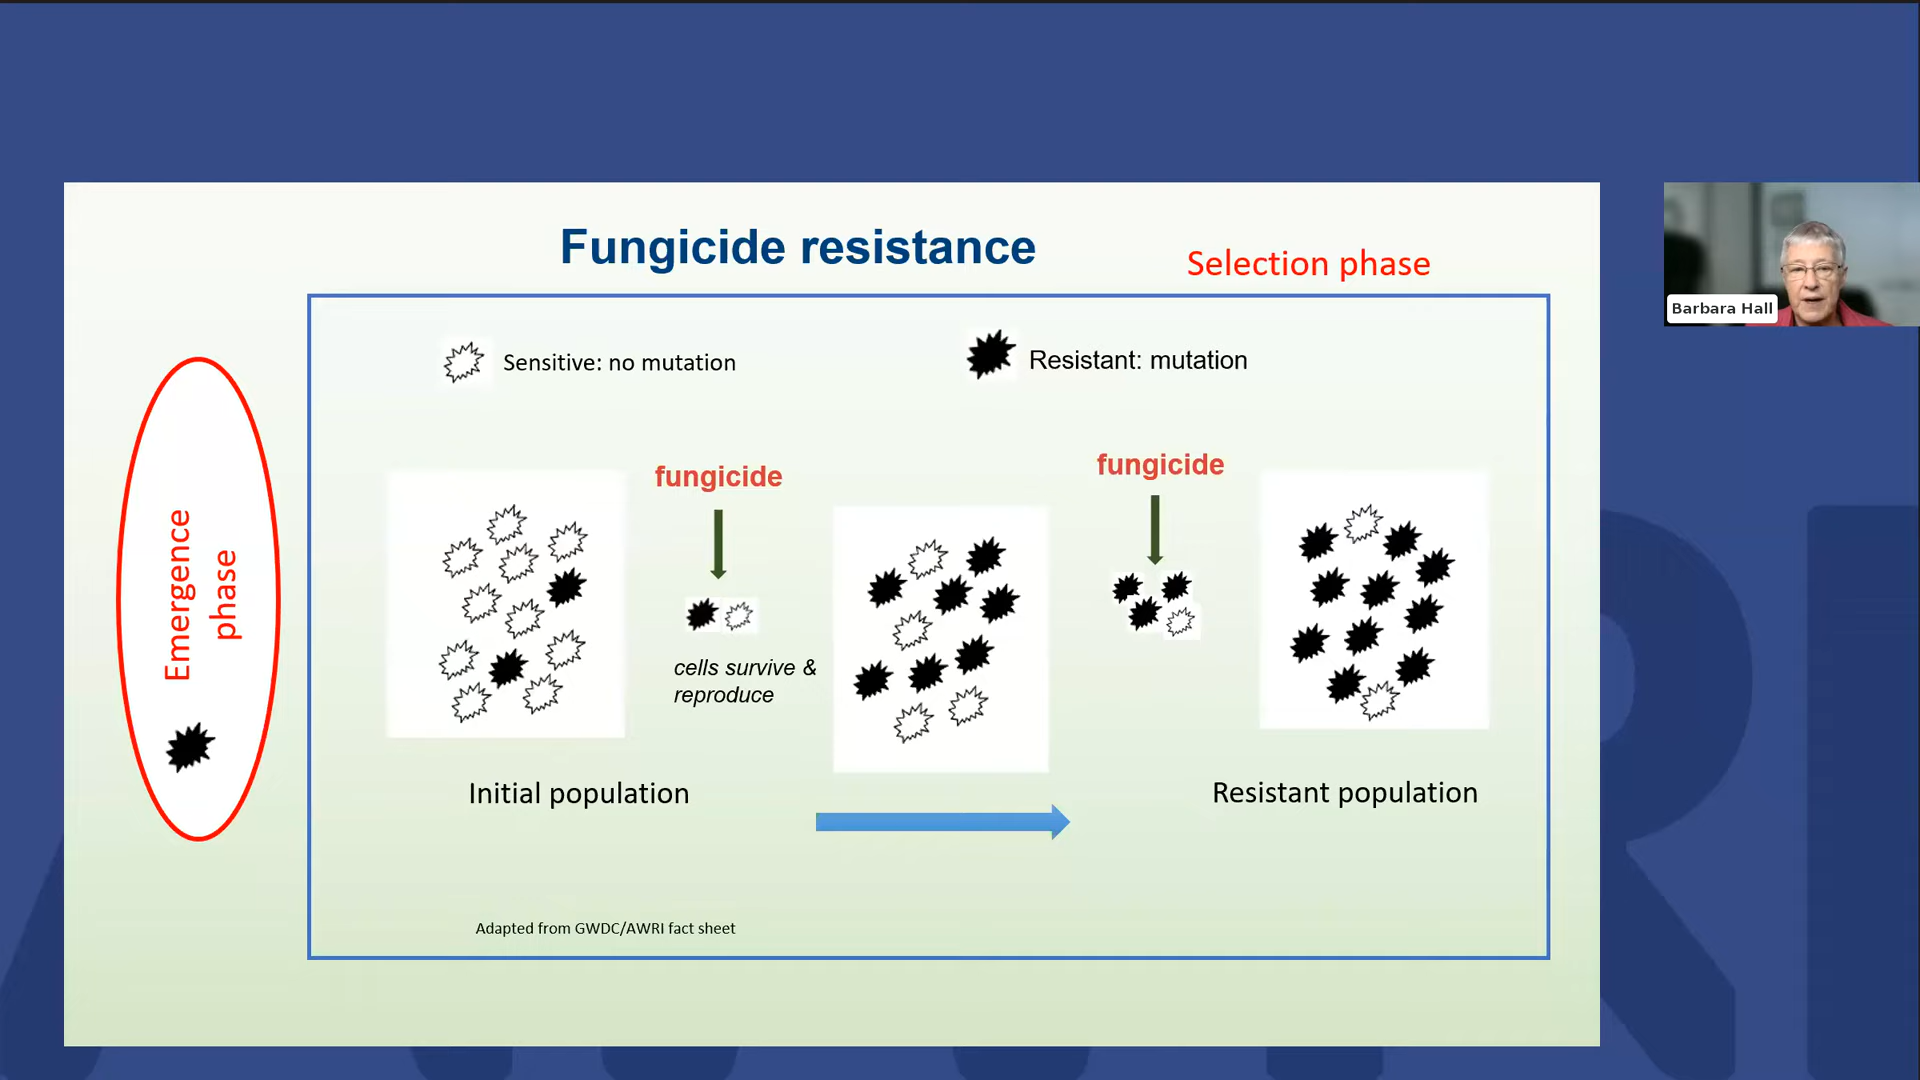 Fungicide resistance
Selection phase
Sensitive: no mutation
Resistant: mutation
Emergence
phase
fungicide
fungicide
cells survive &
reproduce
Initial population
Resistant population
Adapted from GWDC/AWRI fact sheet
Barbara Hall